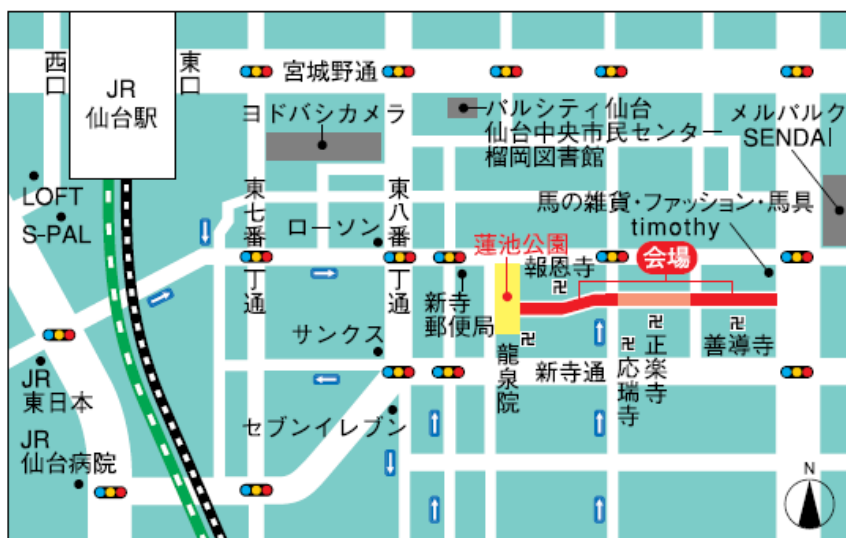 西口
JR
仙台駅
東口
宮城野通
ヨドバシカメラ
パルシティ仙台
仙台中央市民センター
榴岡図書館
メルパルク
SENDAI
LOFT
S-PAL
東七番丁通
東八番丁通
ローソン
馬の雑貨・ファッション・馬具
timothy
蓮池公園
報恩寺
会場
新寺
郵便局
サンクス
龍泉院
新寺通
応瑞寺
正楽寺
善導寺
JR
東日本
セブンイレブン
JR
仙台病院
N